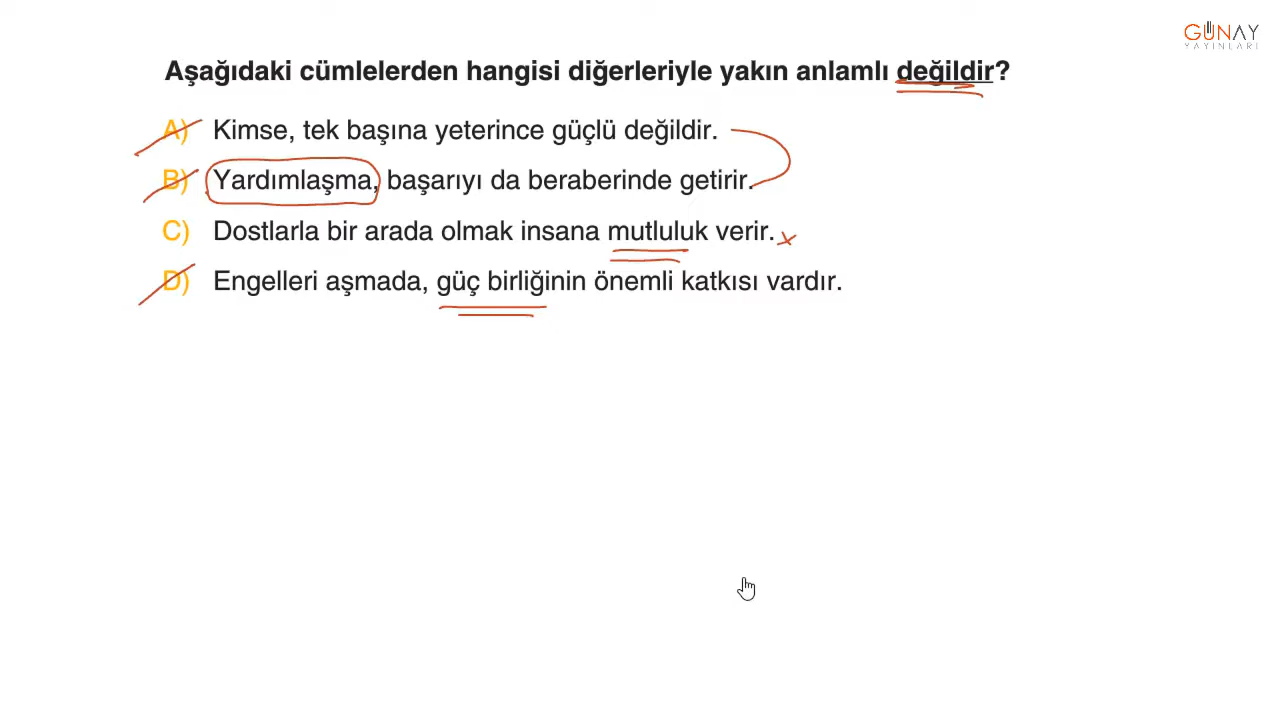 GÜNAY
YAYINLARI
Aşağıdaki cümlelerden hangisi diğerleriyle yakın anlamlı değildir?
A) Kimse, tek başına yeterince güçlü değildir.
B) Yardımlaşma, başarıyı da beraberinde getirir.
C) Dostlarla bir arada olmak insana mutluluk verir.
D) Engelleri aşmada, güç birliğinin önemli katkısı vardır.